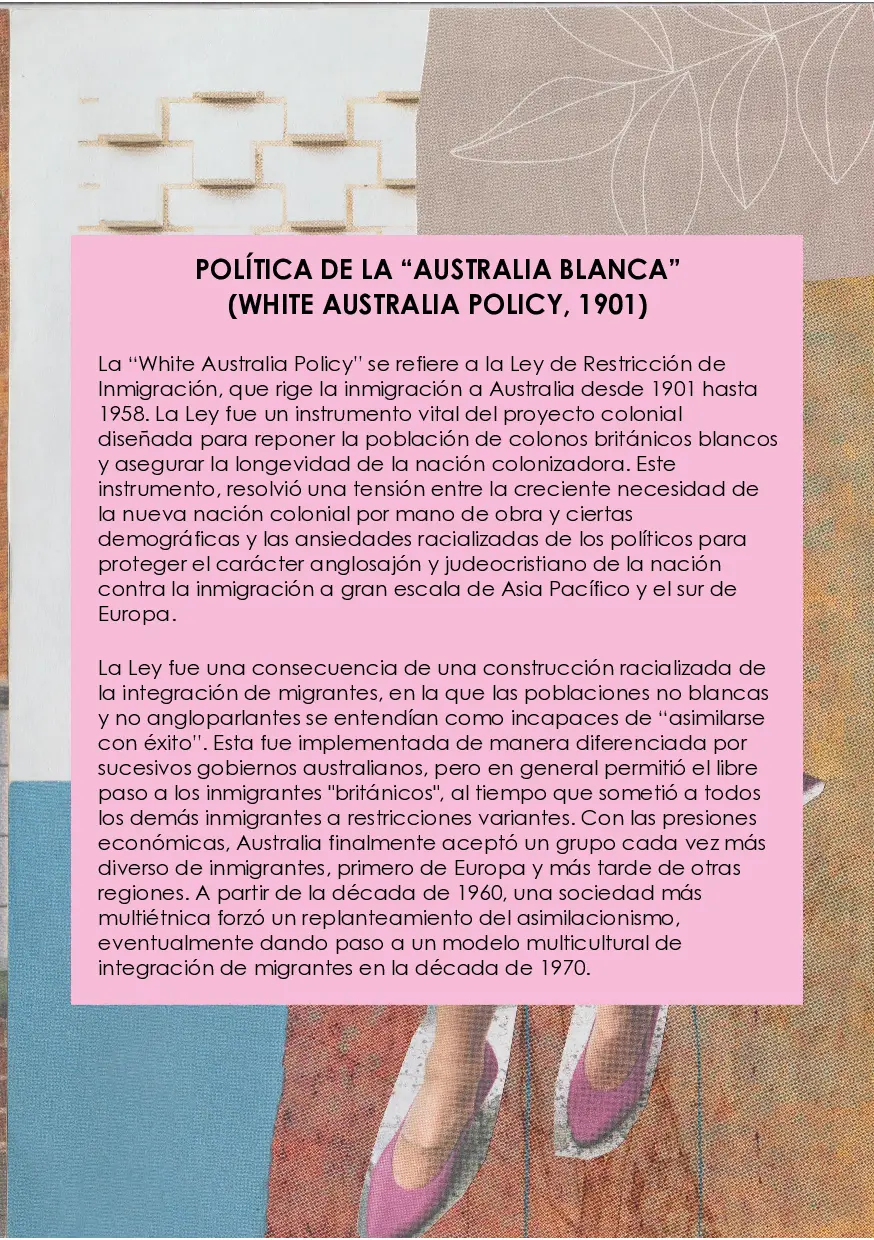 POLÍTICA DE LA “AUSTRALIA BLANCA”
(WHITE AUSTRALIA POLICY, 1901)
La “White Australia Policy” se refiere a la Ley de Restricción de
Inmigración, que rige la inmigración a Australia desde 1901 hasta
1958. La Ley fue un instrumento vital del proyecto colonial
diseñada para reponer la población de colonos británicos blancos
y asegurar la longevidad de la nación colonizadora. Este
instrumento, resolvió una tensión entre la creciente necesidad de
la nueva nación colonial por mano de obra y ciertas
demográficas y las ansiedades racializadas de los políticos para
proteger el carácter anglosajón y judeocristiano de la nación
contra la inmigración a gran escala de Asia Pacífico y el sur de
Europa.
La Ley fue una consecuencia de una construcción racializada de
la integración de migrantes, en la que las poblaciones no blancas
y no angloparlantes se entendían como incapaces de “asimilarse
con éxito”. Esta fue implementada de manera diferenciada por
sucesivos gobiernos australianos, pero en general permitió el libre
paso a los inmigrantes "británicos", al tiempo que sometió a todos
los demás inmigrantes a restricciones variantes. Con las presiones
económicas, Australia finalmente aceptó un grupo cada vez más
diverso de inmigrantes, primero de Europa y más tarde de otras
regiones. A partir de la década de 1960, una sociedad más
multiétnica forzó un replanteamiento del asimilacionismo,
eventualmente dando paso a un modelo multicultural de
integración de migrantes en la década de 1970.